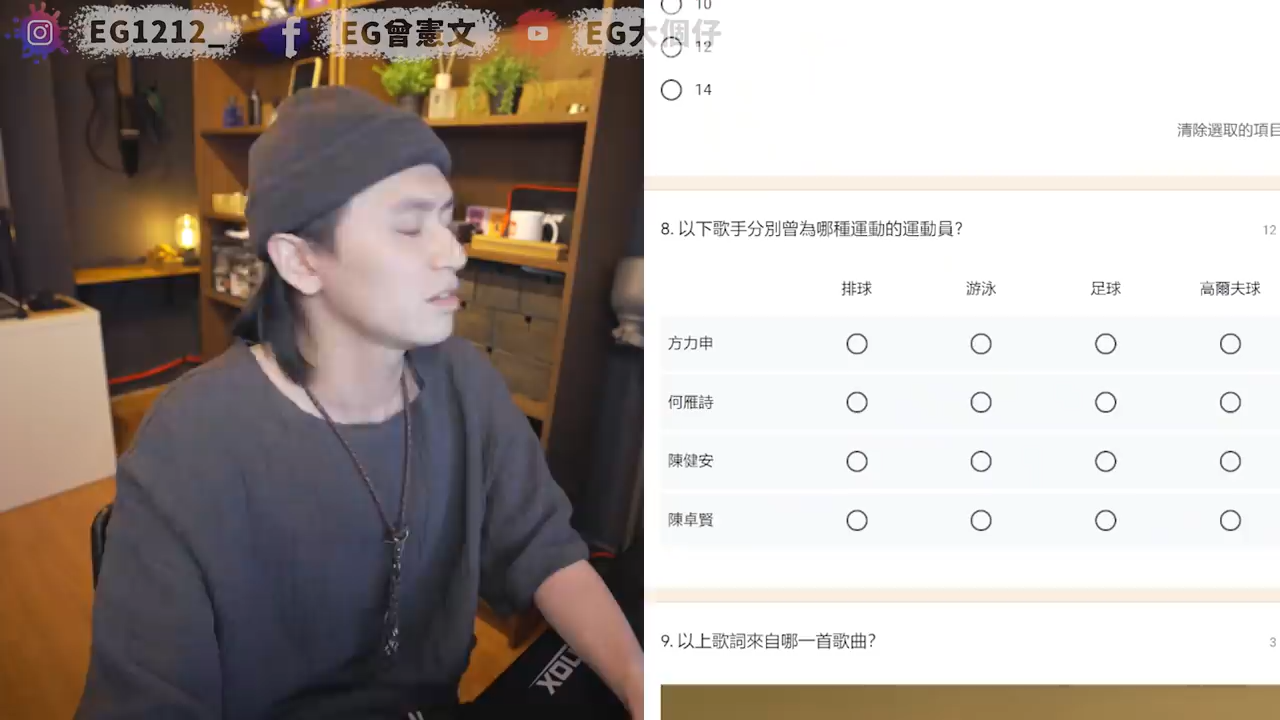 EG1212_
EG曾憲文
EG大個仔
10
12
14
清除選取的項目
8. 以下歌手分別曾為哪種運動的運動員?
12
排球 游泳 足球 高爾夫球
方力申
何雁詩
陳健安
陳卓賢
9. 以上歌詞來自哪一首歌曲?
3